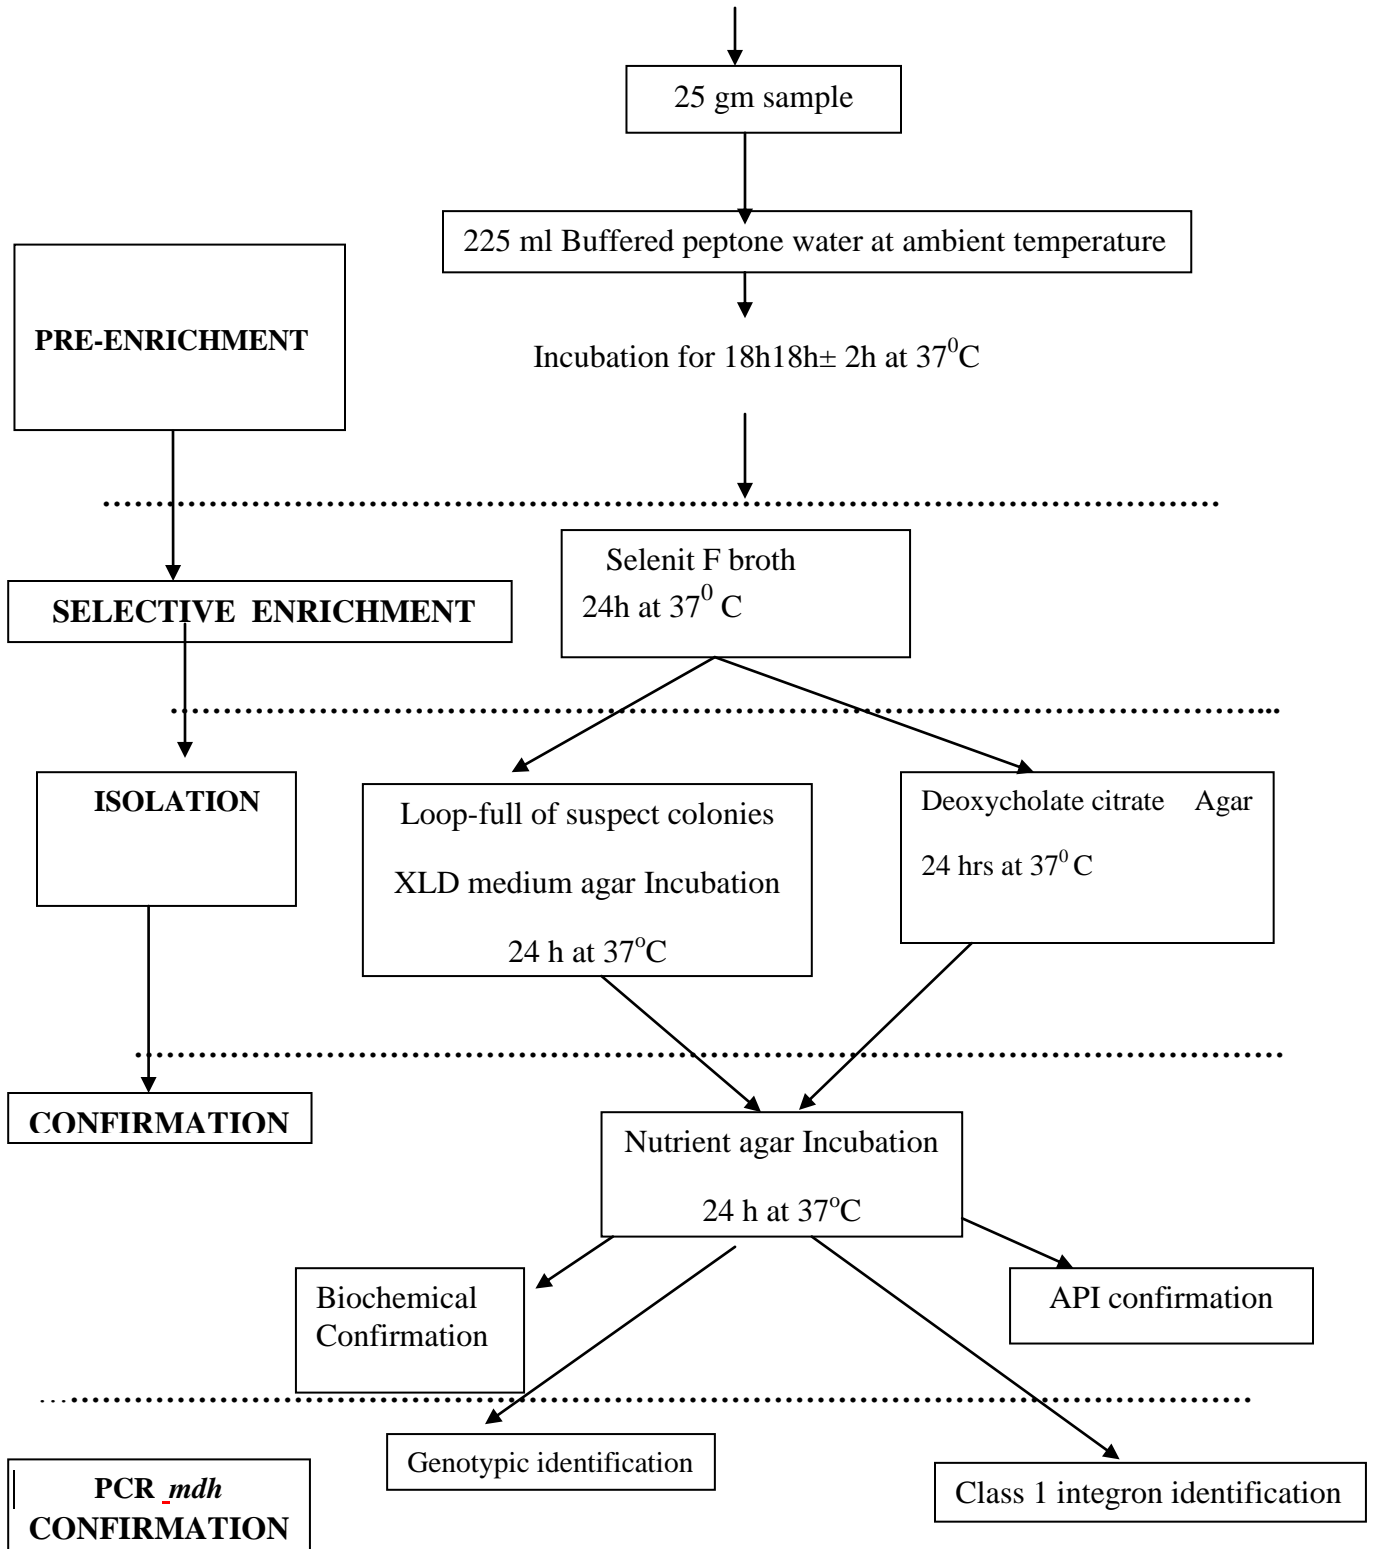 25 gm sample
225 ml Buffered peptone water at ambient temperature
PRE-ENRICHMENT
Incubation for 18h18h± 2h at 37⁰C
Selenit F broth
24h at 37⁰ C
SELECTIVE ENRICHMENT
ISOLATION
Loop-full of suspect colonies
XLD medium agar Incubation
24 h at 37ᵒC
Deoxycholate citrate Agar
24 hrs at 37⁰ C
CONFIRMATION
Nutrient agar Incubation
24 h at 37ᵒC
Biochemical
Confirmation
API confirmation
Genotypic identification
Class 1 integron identification
PCR mdh
CONFIRMATION